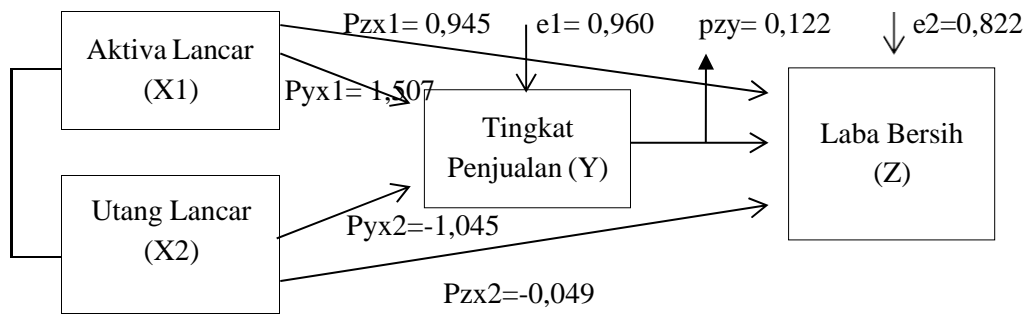 Pzx1= 0,945
e1= 0,960
pzy= 0,122
e2=0,822
Aktiva Lancar
(X1)
Pyx1= 1,507
Tingkat
Penjualan (Y)
Laba Bersih
(Z)
Utang Lancar
(X2)
Pyx2=-1,045
Pzx2=-0,049